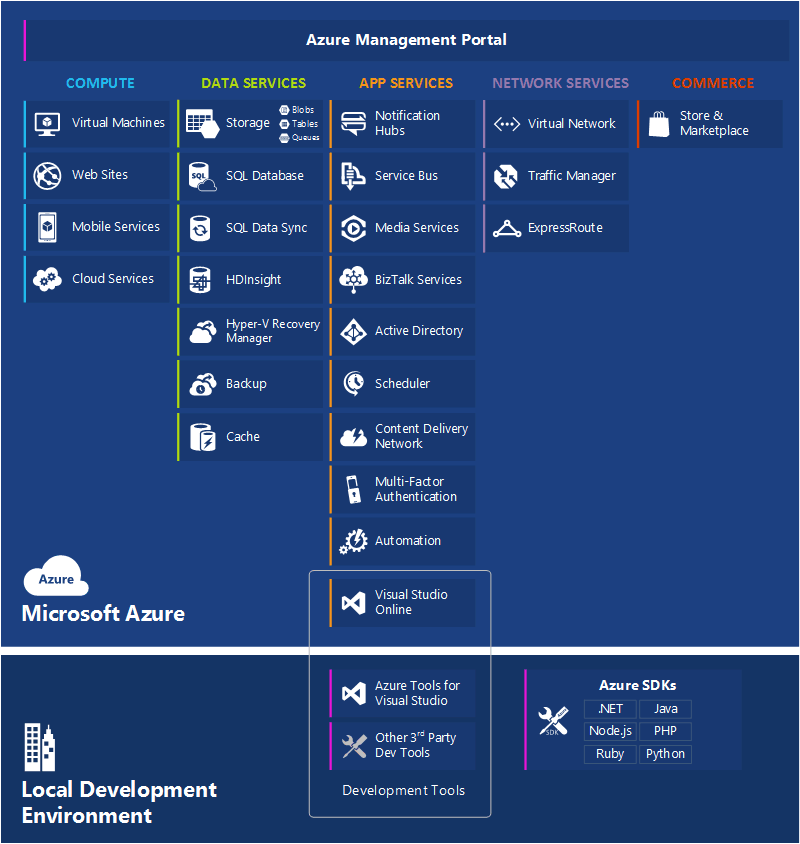 Azure Management Portal
COMPUTE
Virtual Machines
Web Sites
Mobile Services
Cloud Services
DATA SERVICES
Storage
Blobs
Tables
Queues
SQL
SQL Database
SQL Data Sync
HDInsight
Hyper-V Recovery
Manager
Backup
Cache
APP SERVICES
Notification
Hubs
Service Bus
Media Services
BizTalk Services
Active Directory
Scheduler
Content Delivery
Network
Multi-Factor
Authentication
Automation
Visual Studio
Online
NETWORK SERVICES
Virtual Network
Traffic Manager
ExpressRoute
COMMERCE
Store &
Marketplace
Azure
Microsoft Azure
Azure Tools for
Visual Studio
Other 3rd Party
Dev Tools
Development Tools
Azure SDKs
SDK
.NET
Java
Node.js
PHP
Ruby
Python
Local Development
Environment